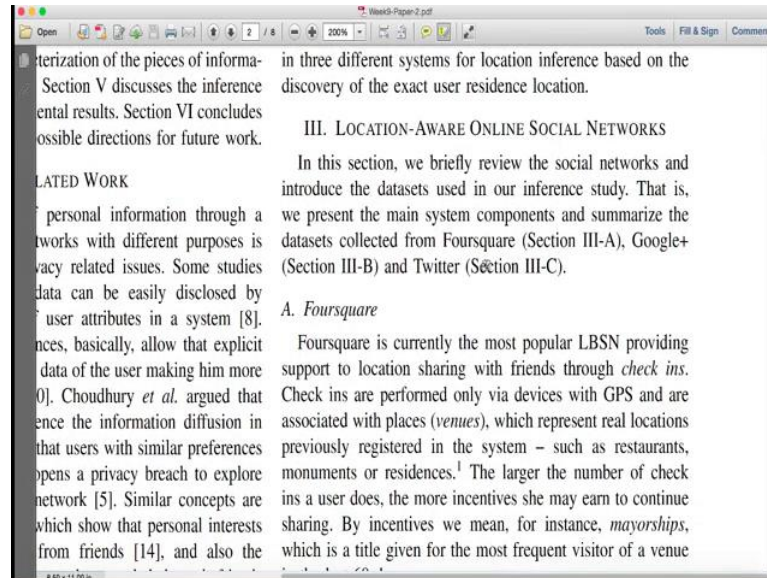 Week9-Paper-2.pdf
Open
2 / 8
200%
Tools Fill & Sign Commen
terization of the pieces of informa-
Section V discusses the inference
ental results. Section VI concludes
ossible directions for future work.
LATED WORK
personal information through a
tworks with different purposes is
vacy related issues. Some studies
data can be easily disclosed by
user attributes in a system [8].
nces, basically, allow that explicit
data of the user making him more
0]. Choudhury et al. argued that
ence the information diffusion in
that users with similar preferences
opens a privacy breach to explore
network [5]. Similar concepts are
which show that personal interests
from friends [14], and also the
in three different systems for location inference based on the
discovery of the exact user residence location.
III. LOCATION-AWARE ONLINE SOCIAL NETWORKS
In this section, we briefly review the social networks and
introduce the datasets used in our inference study. That is,
we present the main system components and summarize the
datasets collected from Foursquare (Section III-A), Google+
(Section III-B) and Twitter (Section III-C).
A. Foursquare
Foursquare is currently the most popular LBSN providing
support to location sharing with friends through check ins.
Check ins are performed only via devices with GPS and are
associated with places (venues), which represent real locations
previously registered in the system – such as restaurants,
monuments or residences.1 The larger the number of check
ins a user does, the more incentives she may earn to continue
sharing. By incentives we mean, for instance, mayorships,
which is a title given for the most frequent visitor of a venue